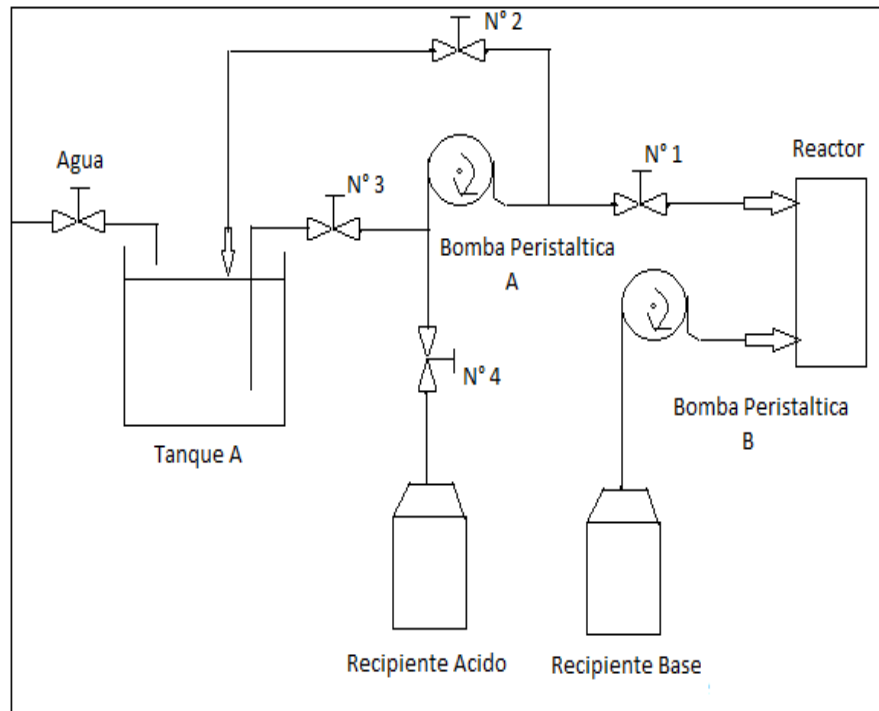 N° 2
Agua
N° 3
N° 1
Reactor
Bomba Peristaltica
A
N° 4
Tanque A
Bomba Peristaltica
B
Recipiente Acido
Recipiente Base